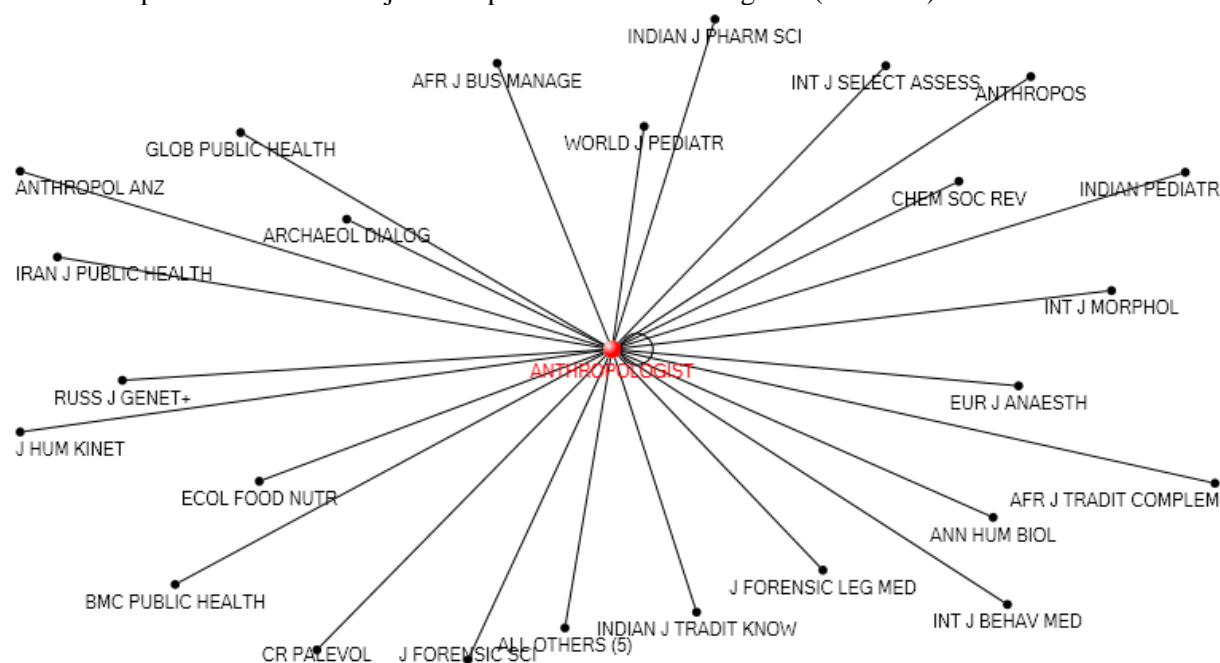 INDIAN J PHARM SCI
AFR J BUS MANAGE
INT J SELECT ASSESS
ANTHROPOS
WORLD J PEDIATR
GLOB PUBLIC HEALTH
ANTHROPOL ANZ
CHEM SOC REV
INDIAN PEDIATR
ARCHAEOL DIALOG
IRAN J PUBLIC HEALTH
INT J MORPHOL
ANTHROPOLOGIST
RUSS J GENET+
EUR J ANAESTH
J HUM KINET
ECOL FOOD NUTR
AFR J TRADIT COMPLEM
ANN HUM BIOL
J FORENSIC LEG MED
BMC PUBLIC HEALTH
INT J BEHAV MED
INDIAN J TRADIT KNOW
ALL OTHERS (5)
CR PALEVOL
J FORENSIC SCI